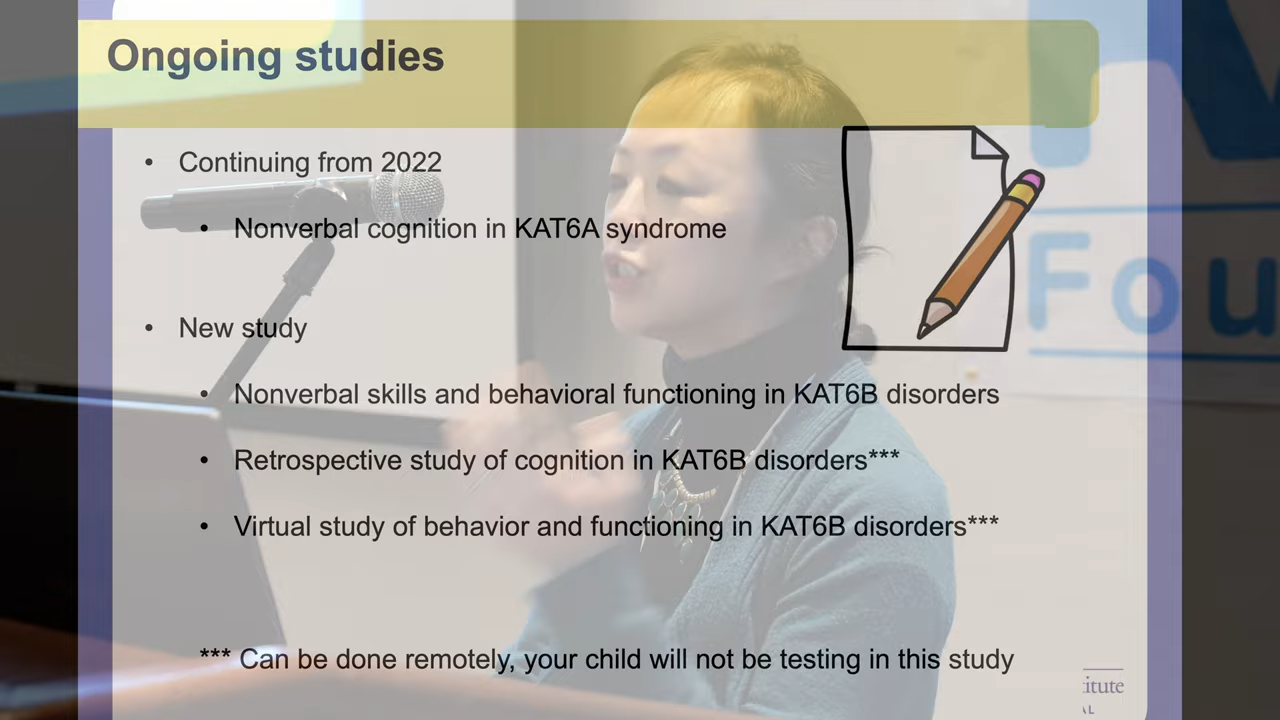 Ongoing studies
• Continuing from 2022
• Nonverbal cognition in KAT6A syndrome
• New study
• Nonverbal skills and behavioral functioning in KAT6B disorders
• Retrospective study of cognition in KAT6B disorders***
• Virtual study of behavior and functioning in KAT6B disorders***
*** Can be done remotely, your child will not be testing in this study
Fou
itute
AL